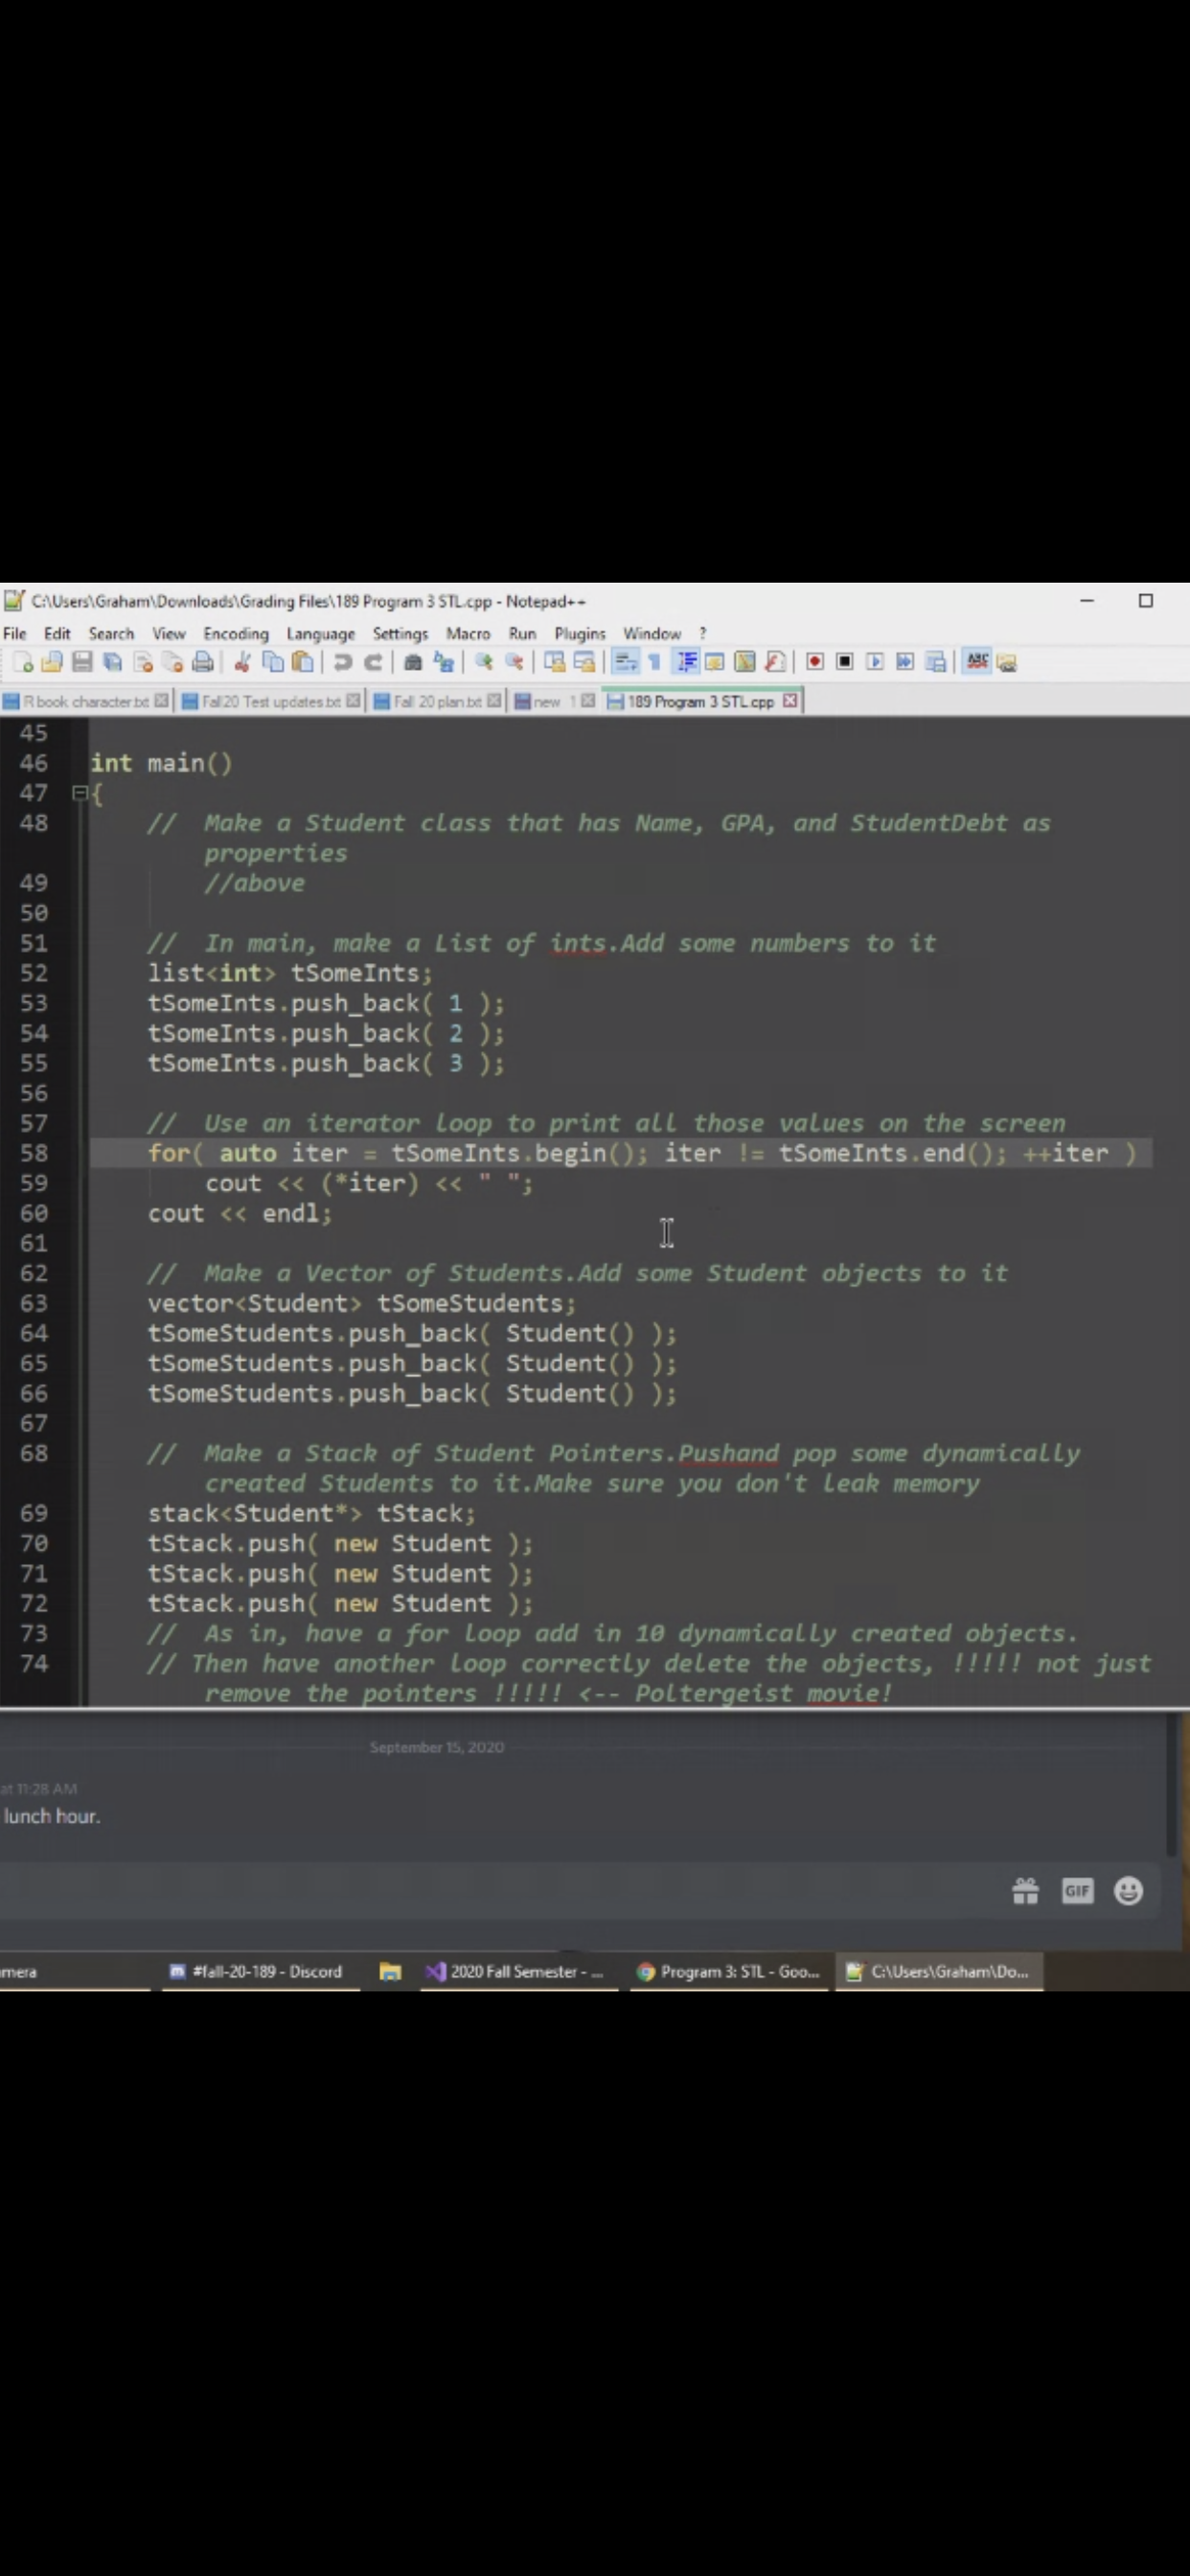 C:\Users\Graham\Downloads\Grading Files\189 Program 3 STL.cpp - Notepad++
File Edit Search View Encoding Language Settings Macro Run Plugins Window ?
R book character.txt Fall20 Test updates.txt Fall 20 plan.txt new 1 189 Program 3 STL.cpp
45
46 int main()
47 {
48 // Make a Student class that has Name, GPA, and StudentDebt as
properties
49 //above
50
51 // In main, make a List of ints.Add some numbers to it
52 list<int> tSomeInts;
53 tSomeInts.push_back( 1 );
54 tSomeInts.push_back( 2 );
55 tSomeInts.push_back( 3 );
56
57 // Use an iterator loop to print all those values on the screen
58 for( auto iter = tSomeInts.begin(); iter != tSomeInts.end(); ++iter )
59 cout << (*iter) << " ";
60 cout << endl;
61
62 // Make a Vector of Students.Add some Student objects to it
63 vector<Student> tSomeStudents;
64 tSomeStudents.push_back( Student() );
65 tSomeStudents.push_back( Student() );
66 tSomeStudents.push_back( Student() );
67
68 // Make a Stack of Student Pointers.Pushand pop some dynamically
created Students to it.Make sure you don't leak memory
69 stack<Student*> tStack;
70 tStack.push( new Student );
71 tStack.push( new Student );
72 tStack.push( new Student );
73 // As in, have a for loop add in 10 dynamically created objects.
74 // Then have another loop correctly delete the objects, !!!!! not just
remove the pointers !!!!! <-- Poltergeist movie!
September 15, 2020
at 11:28 AM
lunch hour.
GIF
mera #fall-20-189 - Discord 2020 Fall Semester - ... Program 3: STL - Goo... C:\Users\Graham\Do...